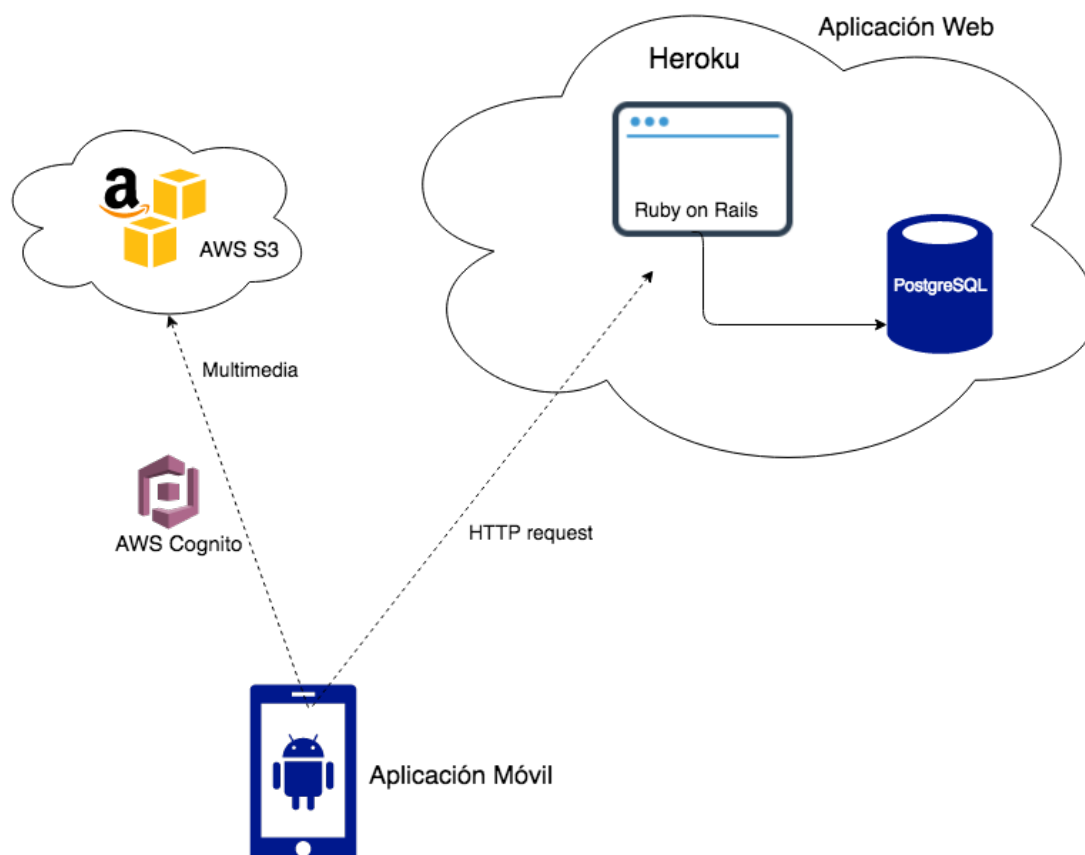 Aplicación Web
Heroku
Ruby on Rails
a
AWS S3
PostgreSQL
Multimedia
HTTP request
AWS Cognito
Aplicación Móvil